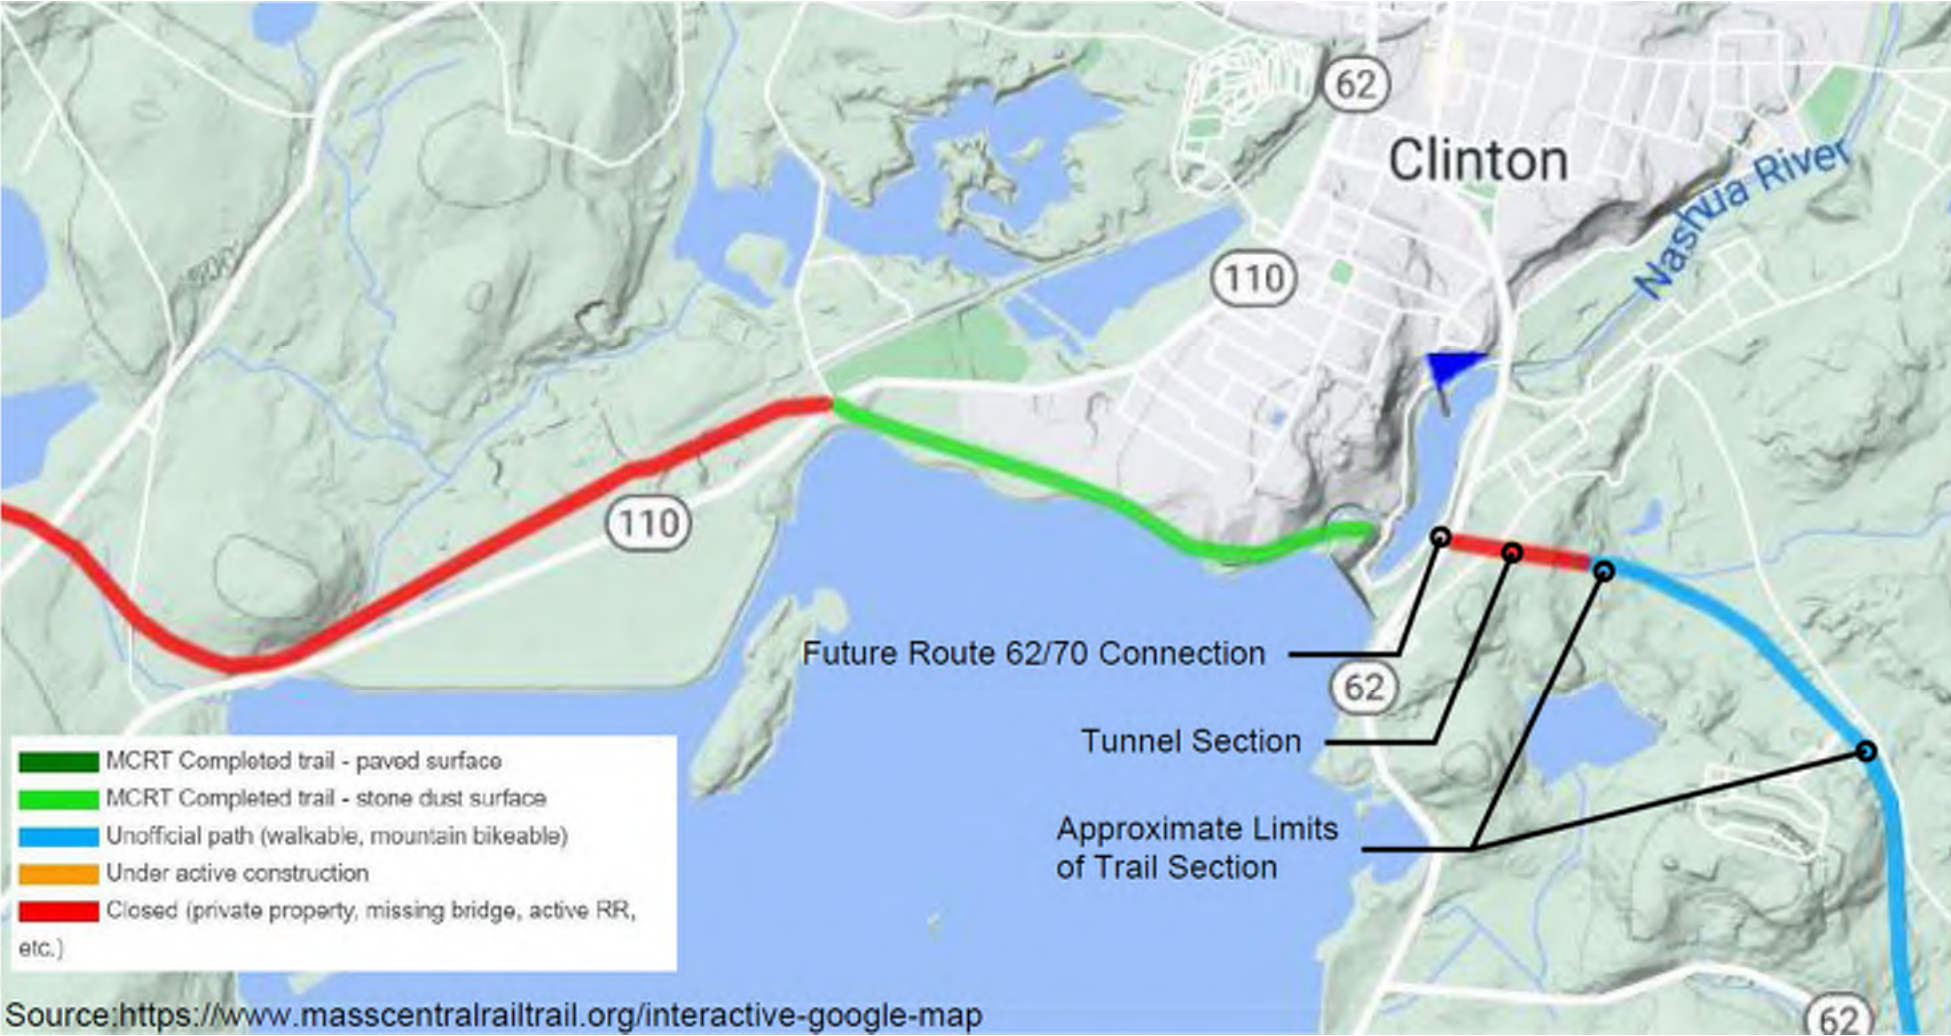 62
Clinton
Nashua River
110
110
Future Route 62/70 Connection
62
Tunnel Section
Approximate Limits
of Trail Section
MCRT Completed trail - paved surface
MCRT Completed trail - stone dust surface
Unofficial path (walkable, mountain bikeable)
Under active construction
Closed (private property, missing bridge, active RR,
etc.)
62
Source:https://www.masscentralrailtrail.org/interactive-google-map